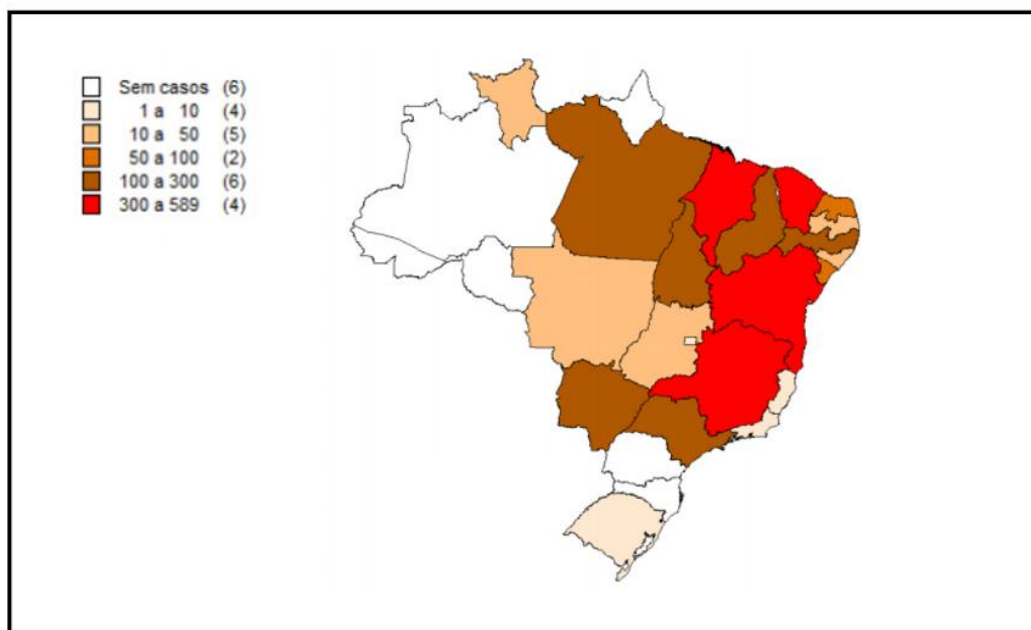 Sem casos (6)
1 a 10 (4)
10 a 50 (5)
50 a 100 (2)
100 a 300 (6)
300 a 589 (4)